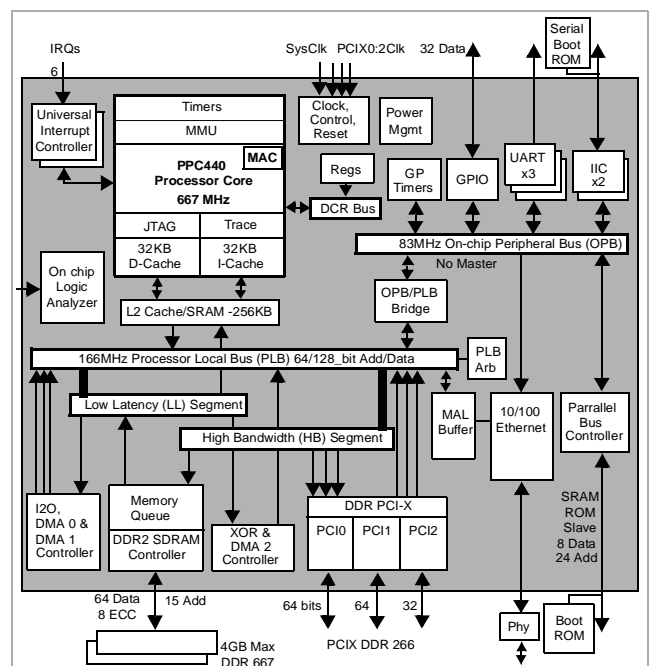 IRQs
6
SysClk
PCIX0:2Clk
32 Data
Serial
Boot
ROM
Universal
Interrupt
Controller
Timers
MMU
MAC
PPC440
Processor Core
667 MHz
JTAG
Trace
32KB
D-Cache
32KB
I-Cache
Clock,
Control,
Reset
Power
Mgmt
Regs
DCR Bus
GP
Timers
GPIO
UART
x3
IIC
x2
83MHz On-chip Peripheral Bus (OPB)
No Master
On chip
Logic
Analyzer
L2 Cache/SRAM -256KB
OPB/PLB
Bridge
166MHz Processor Local Bus (PLB) 64/128_bit Add/Data
PLB
Arb
Low Latency (LL) Segment
High Bandwidth (HB) Segment
MAL
Buffer
10/100
Ethernet
Parrallel
Bus
Controller
I2O,
DMA 0 &
DMA 1
Controller
Memory
Queue
DDR2 SDRAM
Controller
XOR &
DMA 2
Controller
DDR PCI-X
PCI0
PCI1
PCI2
SRAM
ROM
Slave
8 Data
24 Add
64 Data
8 ECC
15 Add
64 bits
64
32
PCIX DDR 266
4GB Max
DDR 667
Phy
Boot
ROM